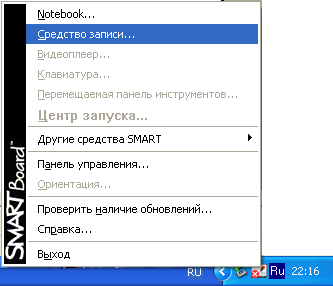 Notebook...
Средство записи...
Видеоплеер...
Клавиатура...
Перемещаемая панель инструментов...
Центр запуска...
Другие средства SMART
Панель управления...
Ориентация...
Проверить наличие обновлений...
Справка...
Выход
SMART Board™
RU
Ru
22:16